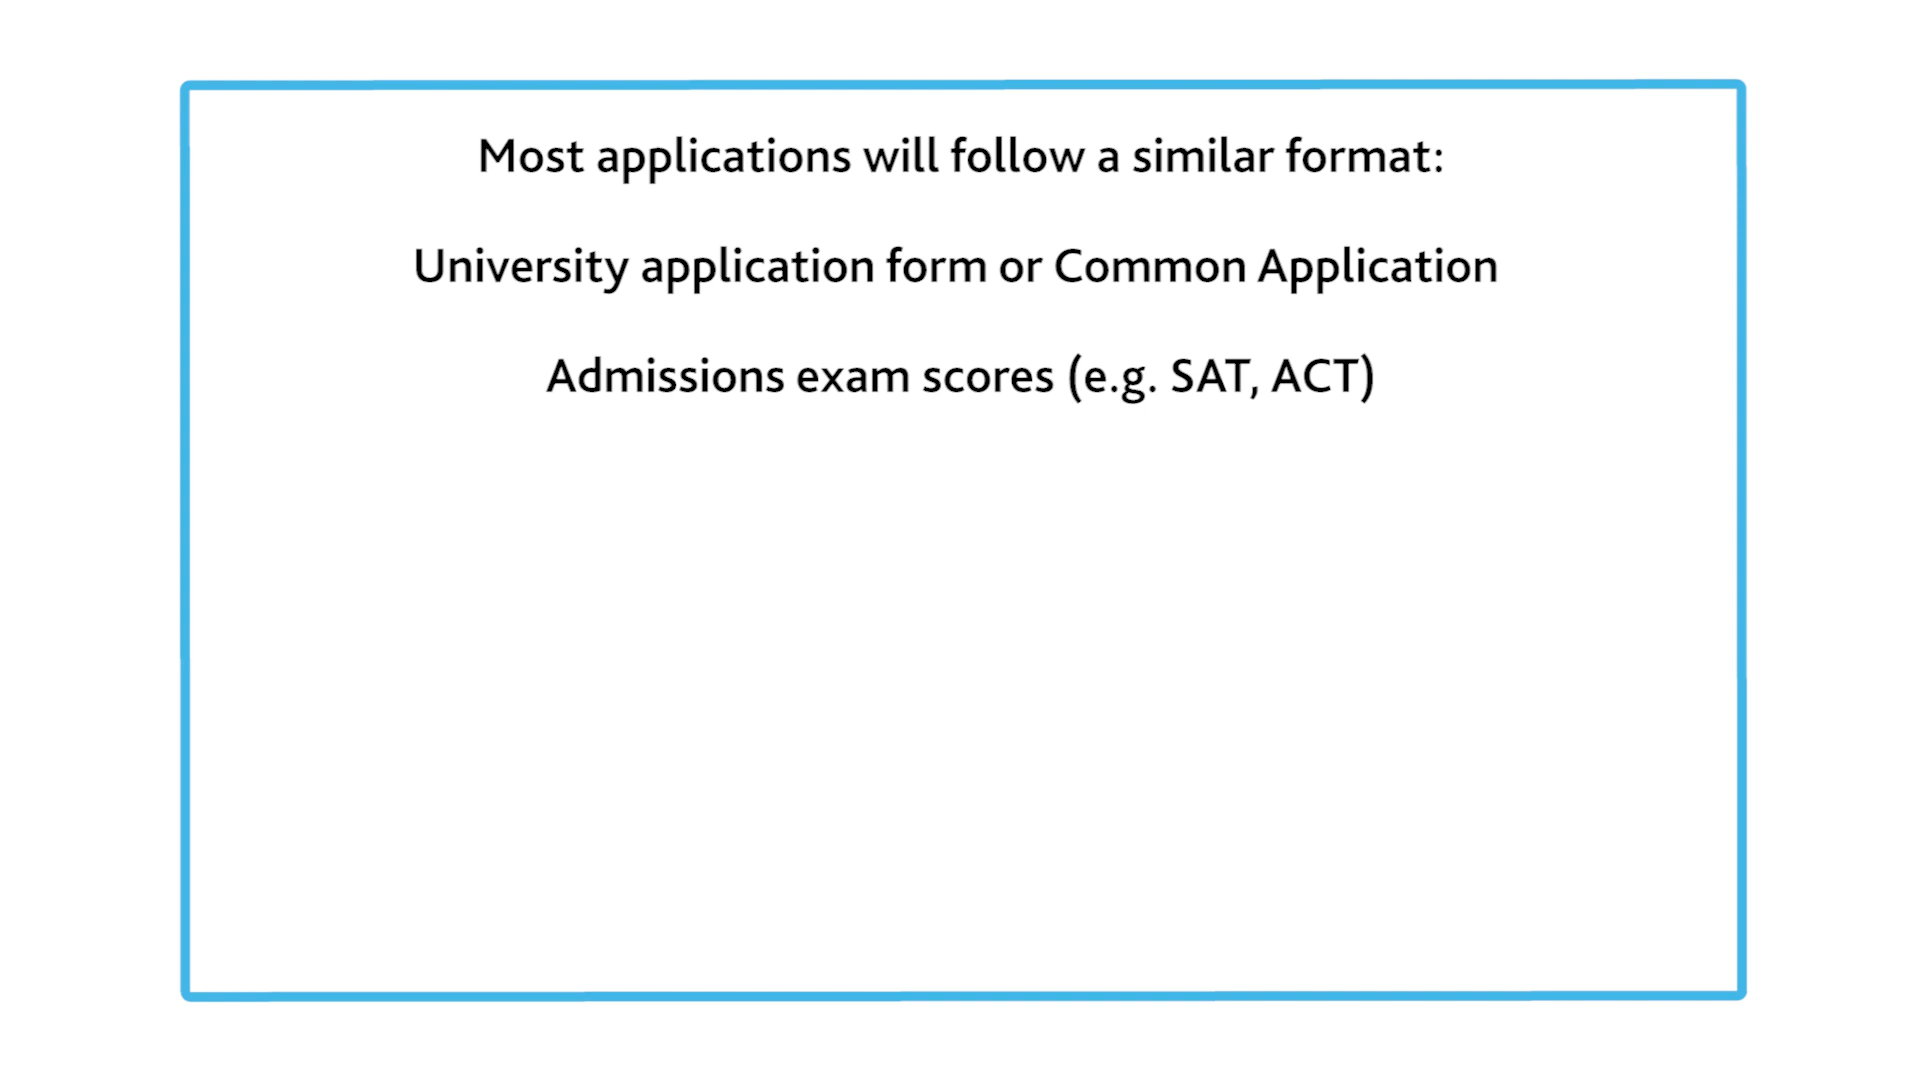 Most applications will follow a similar format:
University application form or Common Application
Admissions exam scores (e.g. SAT, ACT)